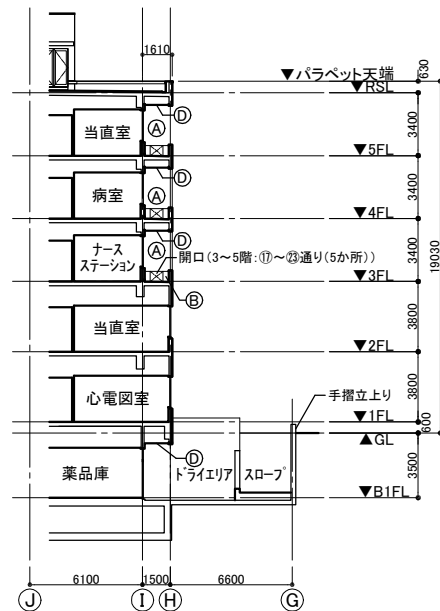 1610
▼パラペット天端
630
▼RSL
D
当直室
A
3400
▼5FL
D
病室
A
3400
▼4FL
D
ナース
ステーション
A
3400
19030
開口(3~5階:⑰~㉓通り(5か所))
▼3FL
B
3800
当直室
▼2FL
3800
心電図室
手摺立上り
▼1FL
600
▲GL
D
薬品庫
ドライエリア
スロープ
3500
▼B1FL
6100
1500
6600
J
I
H
G